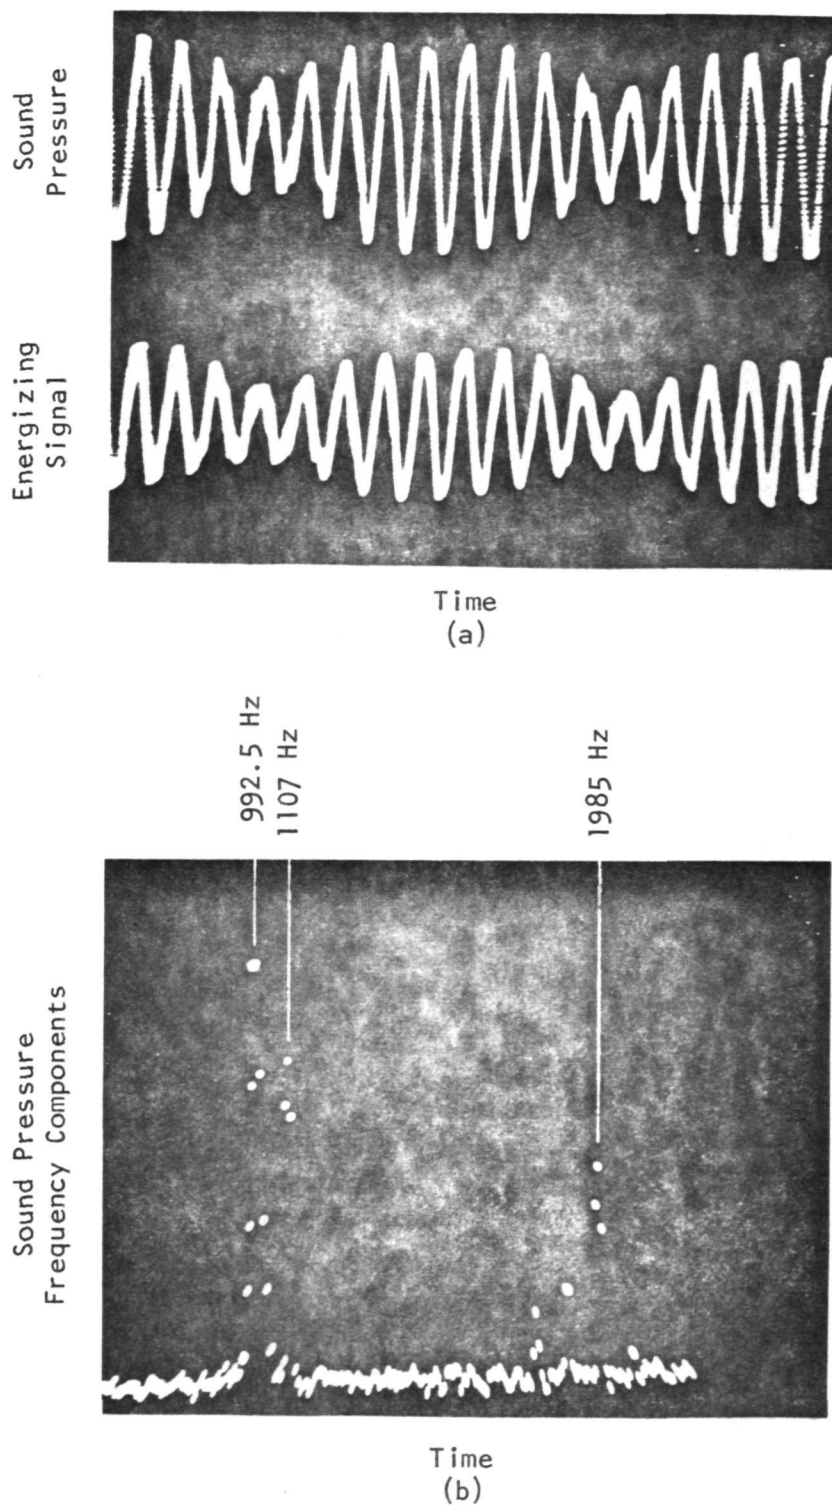 Sound
Pressure
Energizing
Signal
Time
(a)
992.5 Hz
1107 Hz
1985 Hz
Sound Pressure
Frequency Components
Time
(b)